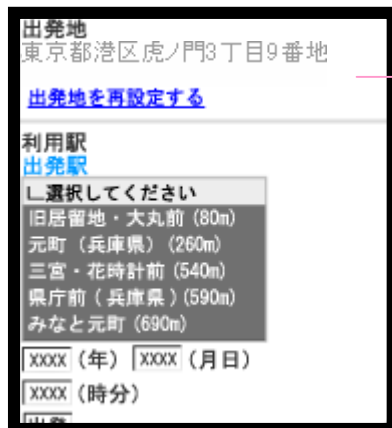 出発地
東京都港区虎ノ門3丁目9番地
出発地を再設定する
利用駅
出発駅
∟選択してください
旧居留地・大丸前 (80m)
元町 (兵庫県) (260m)
三宮・花時計前 (540m)
県庁前 (兵庫県) (590m)
みなと元町 (690m)
XXXX (年) XXXX (月日)
XXXX (時分)
出発